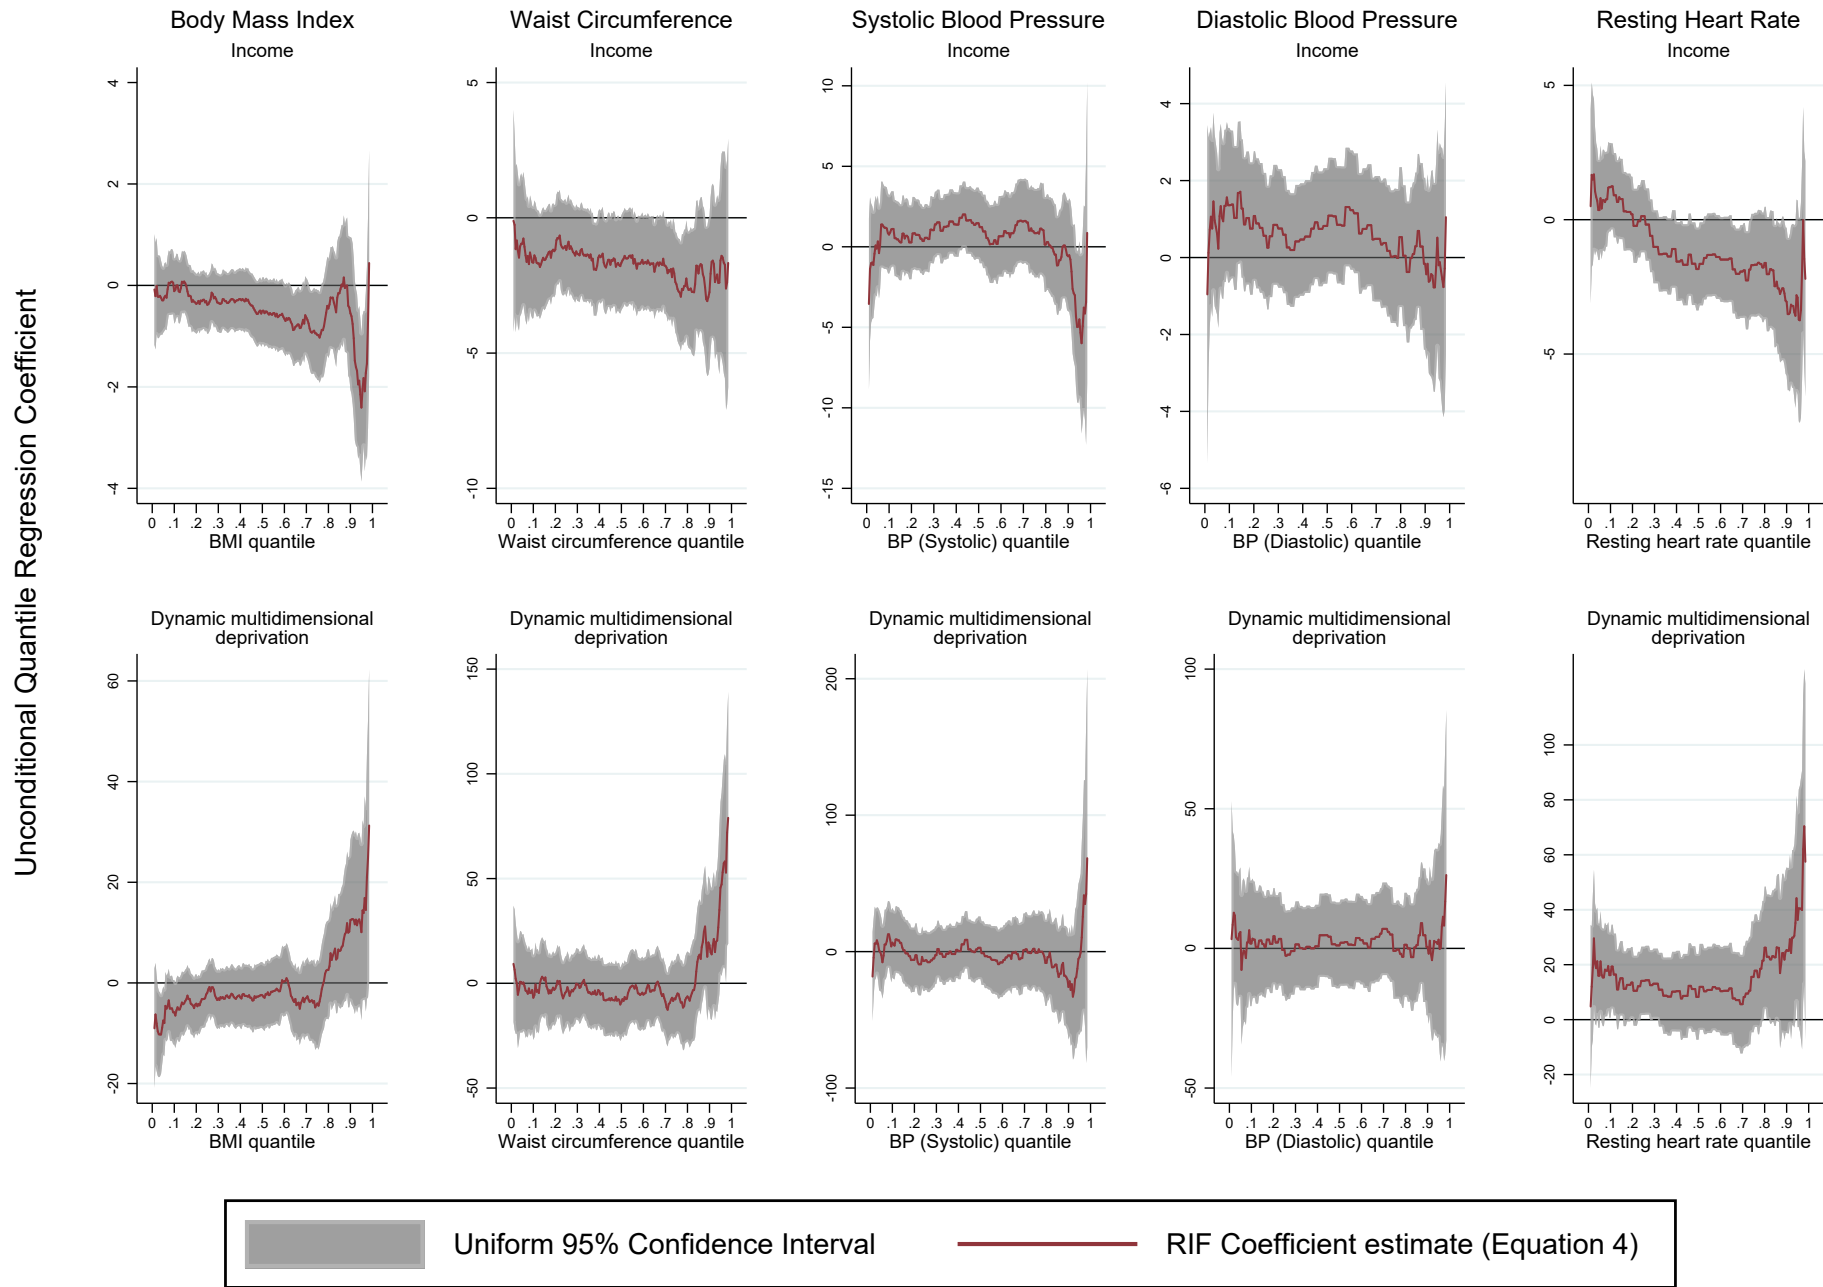 Unconditional Quantile Regression Coefficient
Body Mass Index
Income
4
2
0
-2
-4
0 .1 .2 .3 .4 .5 .6 .7 .8 .9 1
BMI quantile
Waist Circumference
Income
5
0
-5
-10
0 .1 .2 .3 .4 .5 .6 .7 .8 .9 1
Waist circumference quantile
Systolic Blood Pressure
Income
10
5
0
-5
-10
-15
0 .1 .2 .3 .4 .5 .6 .7 .8 .9 1
BP (Systolic) quantile
Diastolic Blood Pressure
Income
4
2
0
-2
-4
-6
0 .1 .2 .3 .4 .5 .6 .7 .8 .9 1
BP (Diastolic) quantile
Resting Heart Rate
Income
5
0
-5
0 .1 .2 .3 .4 .5 .6 .7 .8 .9 1
Resting heart rate quantile
Dynamic multidimensional
deprivation
60
40
20
0
-20
0 .1 .2 .3 .4 .5 .6 .7 .8 .9 1
BMI quantile
Dynamic multidimensional
deprivation
150
100
50
0
-50
0 .1 .2 .3 .4 .5 .6 .7 .8 .9 1
Waist circumference quantile
Dynamic multidimensional
deprivation
200
100
0
-100
0 .1 .2 .3 .4 .5 .6 .7 .8 .9 1
BP (Systolic) quantile
Dynamic multidimensional
deprivation
100
50
0
-50
0 .1 .2 .3 .4 .5 .6 .7 .8 .9 1
BP (Diastolic) quantile
Dynamic multidimensional
deprivation
100
80
60
40
20
0
-20
0 .1 .2 .3 .4 .5 .6 .7 .8 .9 1
Resting heart rate quantile
Uniform 95% Confidence Interval
RIF Coefficient estimate (Equation 4)